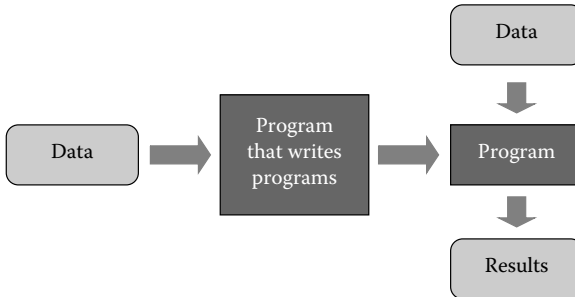 Data
Program
that writes
programs
Data
Program
Results